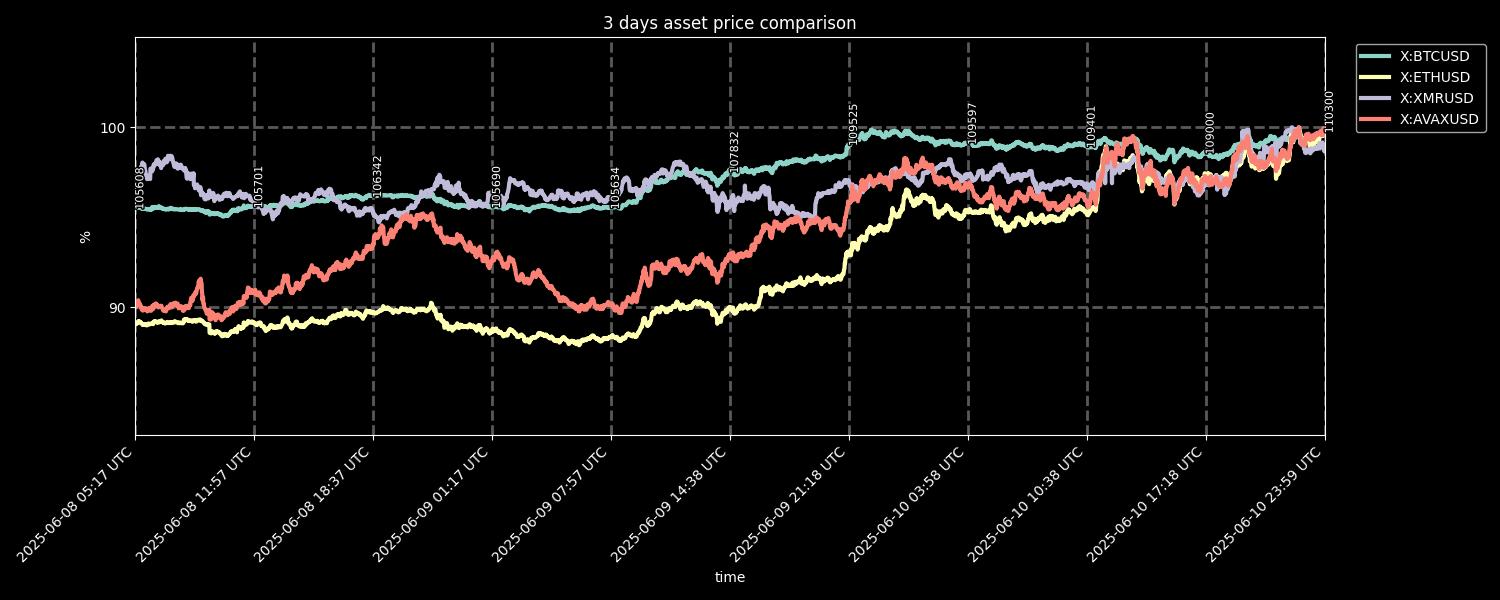 3 days asset price comparison
X:BTCUSD
X:ETHUSD
X:XMRUSD
X:AVAXUSD
%
100
90
105608
105701
106342
105690
105634
107832
109525
109597
109401
109000
110300
2025-06-08 05:17 UTC
2025-06-08 11:57 UTC
2025-06-08 18:37 UTC
2025-06-09 01:17 UTC
2025-06-09 07:57 UTC
2025-06-09 14:38 UTC
2025-06-09 21:18 UTC
2025-06-10 03:58 UTC
2025-06-10 10:38 UTC
2025-06-10 17:18 UTC
2025-06-10 23:59 UTC
time